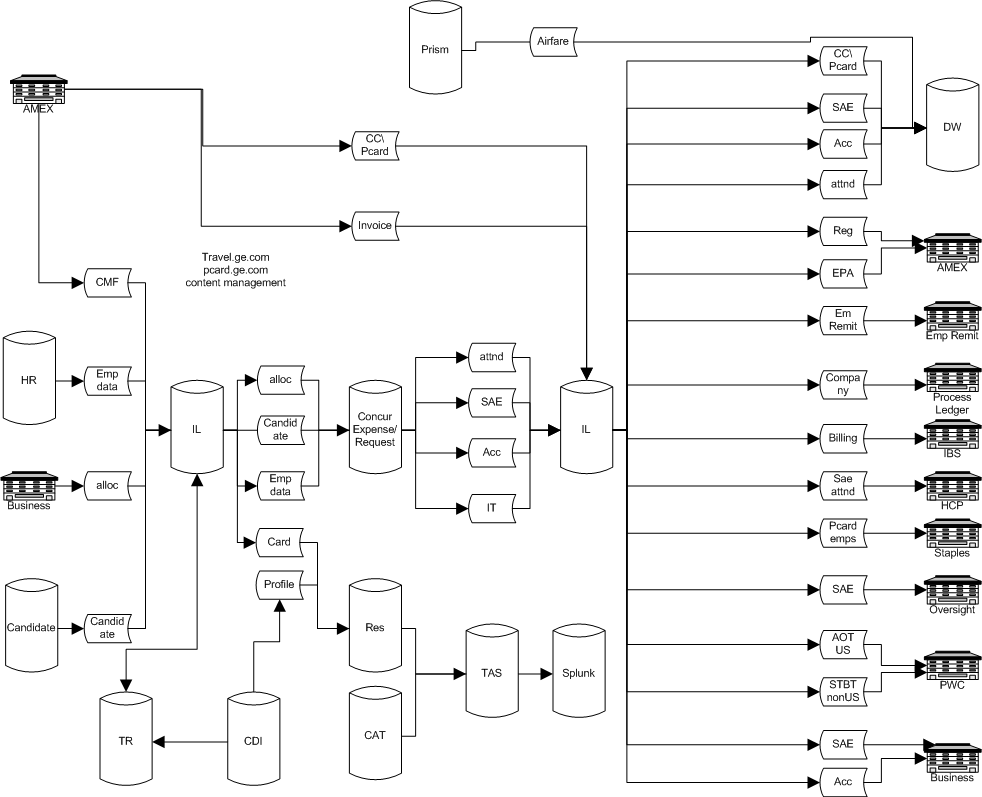 Prism
Airfare
AMEX
CC\
Pcard
CC\
Pcard
SAE
DW
Acc
attnd
Invoice
Reg
AMEX
EPA
Travel.ge.com
pcard.ge.com
content management
CMF
Em
Remit
Emp Remit
HR
Emp
data
alloc
attnd
Compa
ny
Process
Ledger
IL
Candid
ate
Concur
Expense/
Request
SAE
IL
Billing
IBS
Acc
Business
alloc
Emp
data
IT
Sae
attnd
HCP
Card
Pcard
emps
Staples
Profile
SAE
Oversight
Candidate
Candid
ate
Res
AOT
US
TAS
Splunk
STBT
nonUS
PWC
TR
CDI
CAT
SAE
Acc
Business